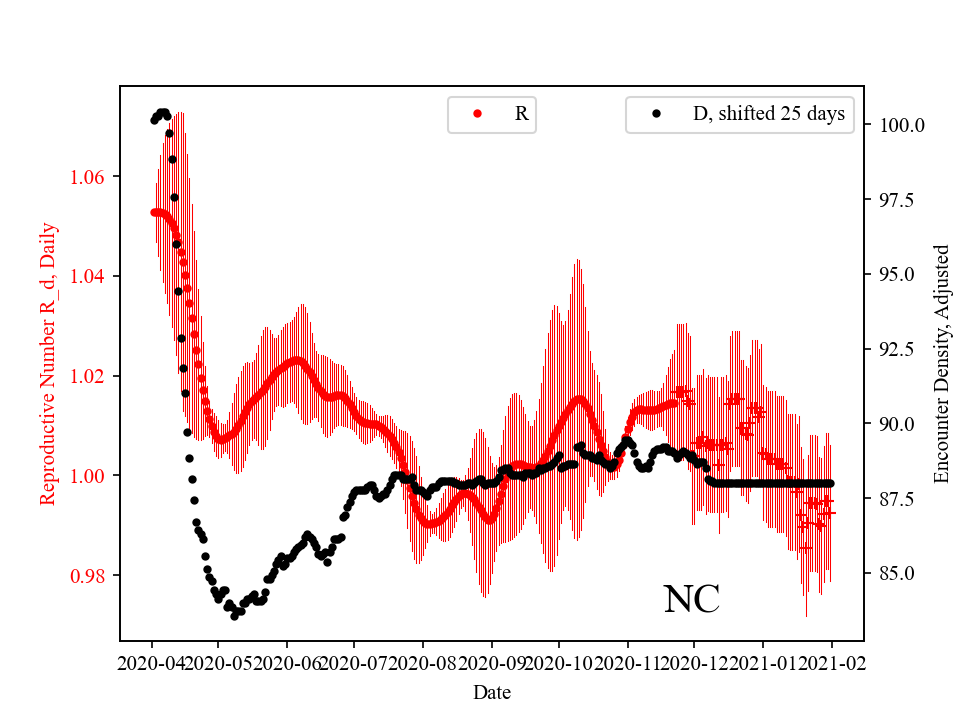 R
D, shifted 25 days
Reproductive Number R_d, Daily
1.06
1.04
1.02
1.00
0.98
100.0
97.5
95.0
92.5
90.0
87.5
85.0
Encounter Density, Adjusted
NC
2020-04 2020-05 2020-06 2020-07 2020-08 2020-09 2020-10 2020-11 2020-12 2021-01 2021-02
Date